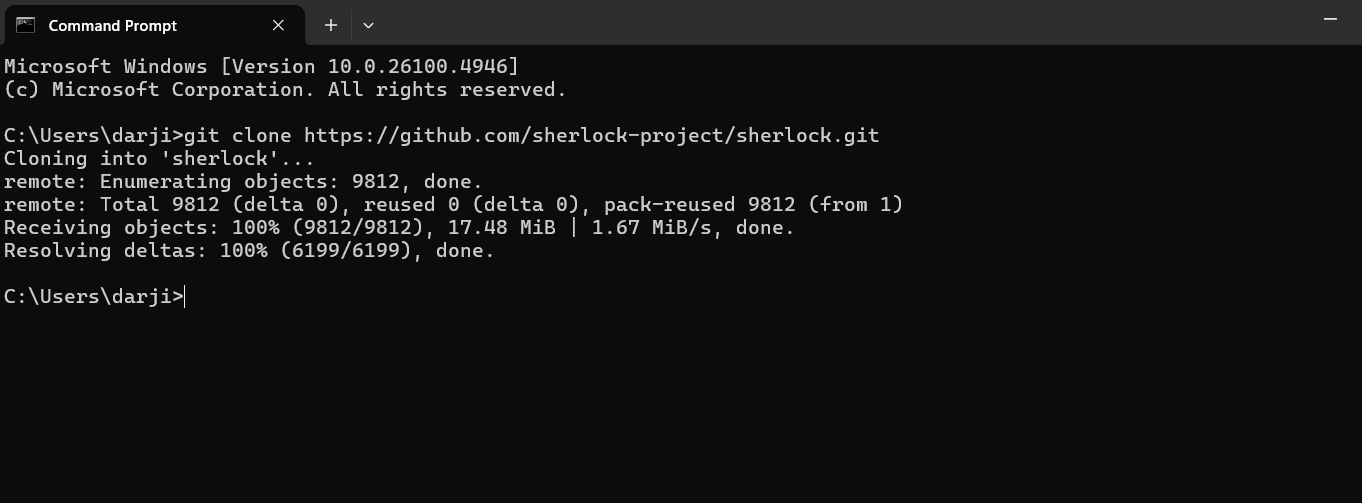 Command Prompt
Microsoft Windows [Version 10.0.26100.4946]
(c) Microsoft Corporation. All rights reserved.
C:\Users\darji>git clone https://github.com/sherlock-project/sherlock.git
Cloning into 'sherlock'...
remote: Enumerating objects: 9812, done.
remote: Total 9812 (delta 0), reused 0 (delta 0), pack-reused 9812 (from 1)
Receiving objects: 100% (9812/9812), 17.48 MiB | 1.67 MiB/s, done.
Resolving deltas: 100% (6199/6199), done.
C:\Users\darji>